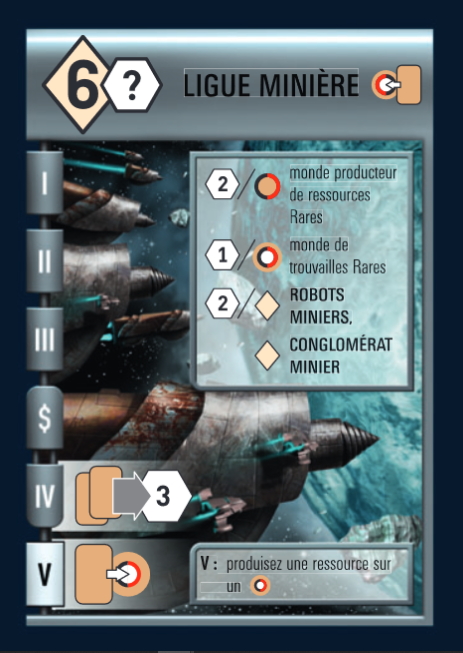 6 ? LIGUE MINIÈRE
I
II
III
$
IV
V
2 / monde producteur
de ressources
Rares
1 / monde de
trouvailles Rares
2 / ROBOTS
MINIERS,
CONGLOMÉRAT
MINIER
3
V : produisez une ressource sur
un